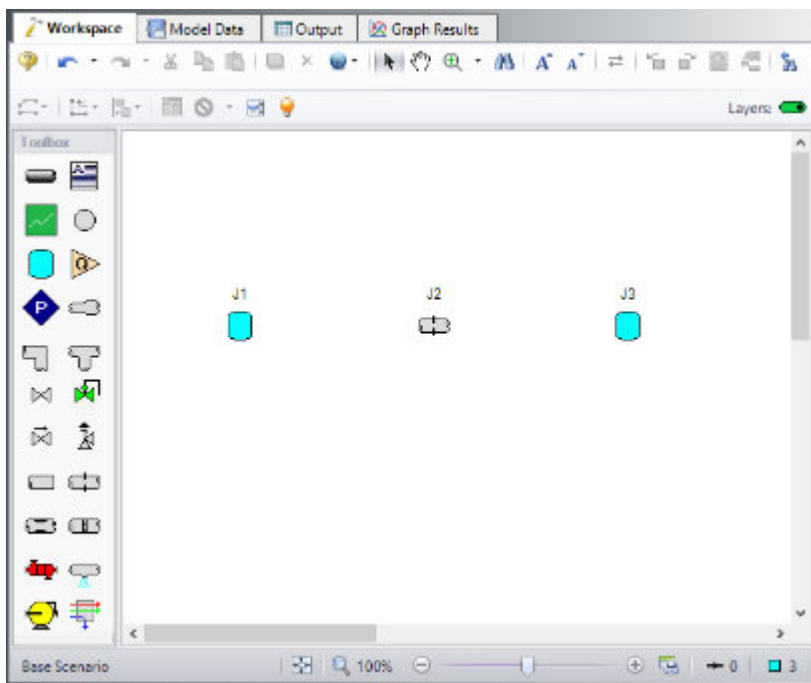 Workspace Model Data Output Graph Results
Layers:
Toolbox
A
Q
P
J1 J2 J3
Base Scenario 100% 0 3